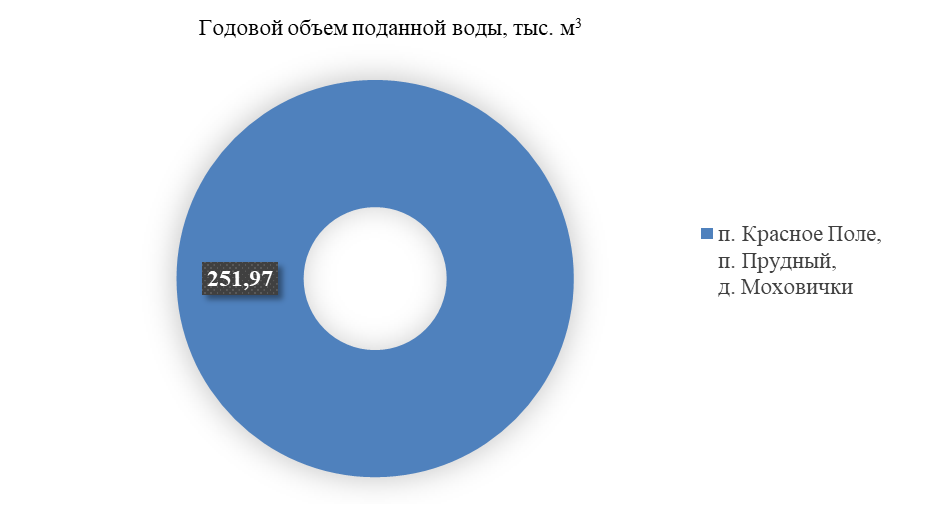 Годовой объем поданной воды, тыс. м³
251,97
п. Красное Поле,
п. Прудный,
д. Моховички